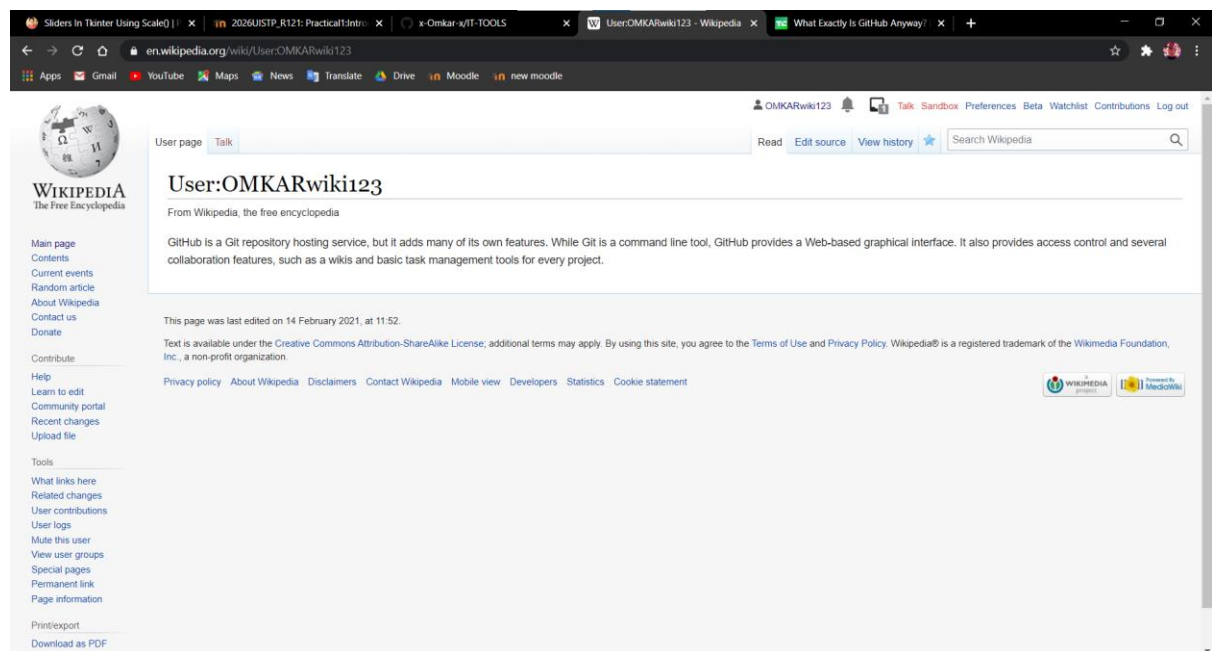 Sliders In Tkinter Using Scale() |
2026UISTP_R121: Practical1:Intro
x-Omkar-x/IT-TOOLS
User:OMKARwiki123 - Wikipedia
What Exactly Is GitHub Anyway?
en.wikipedia.org/wiki/User:OMKARwiki123
Apps Gmail YouTube Maps News Translate Drive Moodle new moodle
OMKARwiki123 1 Talk Sandbox Preferences Beta Watchlist Contributions Log out
User page Talk Read Edit source View history Search Wikipedia
WIKIPEDIA
The Free Encyclopedia
User:OMKARwiki123
From Wikipedia, the free encyclopedia
GitHub is a Git repository hosting service, but it adds many of its own features. While Git is a command line tool, GitHub provides a Web-based graphical interface. It also provides access control and several
collaboration features, such as a wikis and basic task management tools for every project.
This page was last edited on 14 February 2021, at 11:52.
Text is available under the Creative Commons Attribution-ShareAlike License; additional terms may apply. By using this site, you agree to the Terms of Use and Privacy Policy. Wikipedia® is a registered trademark of the Wikimedia Foundation,
Inc., a non-profit organization.
Privacy policy About Wikipedia Disclaimers Contact Wikipedia Mobile view Developers Statistics Cookie statement
a WIKIMEDIA project
Powered By MediaWiki
Main page
Contents
Current events
Random article
About Wikipedia
Contact us
Donate
Contribute
Help
Learn to edit
Community portal
Recent changes
Upload file
Tools
What links here
Related changes
User contributions
User logs
Mute this user
View user groups
Special pages
Permanent link
Page information
Print/export
Download as PDF